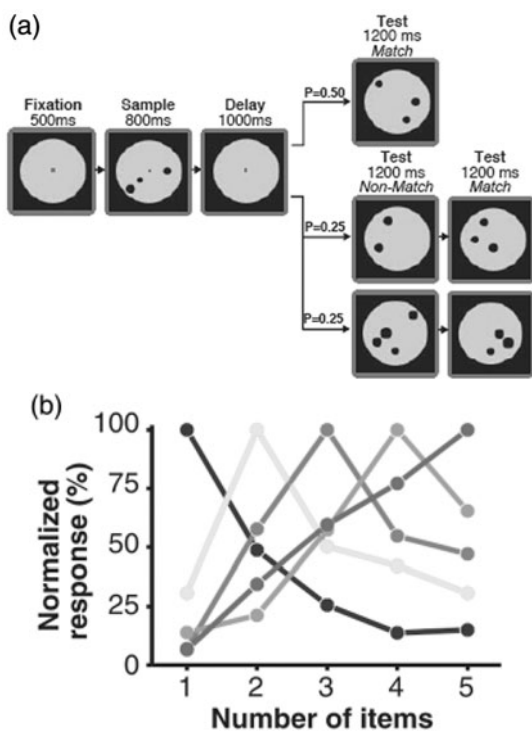 (a)
Test
1200 ms
Match
P=0.50
Fixation
500ms
Sample
800ms
Delay
1000ms
Test
1200 ms
Non-Match
Test
1200 ms
Match
P=0.25
P=0.25
(b)
100
75
50
25
0
Normalized
response (%)
1 2 3 4 5
Number of items